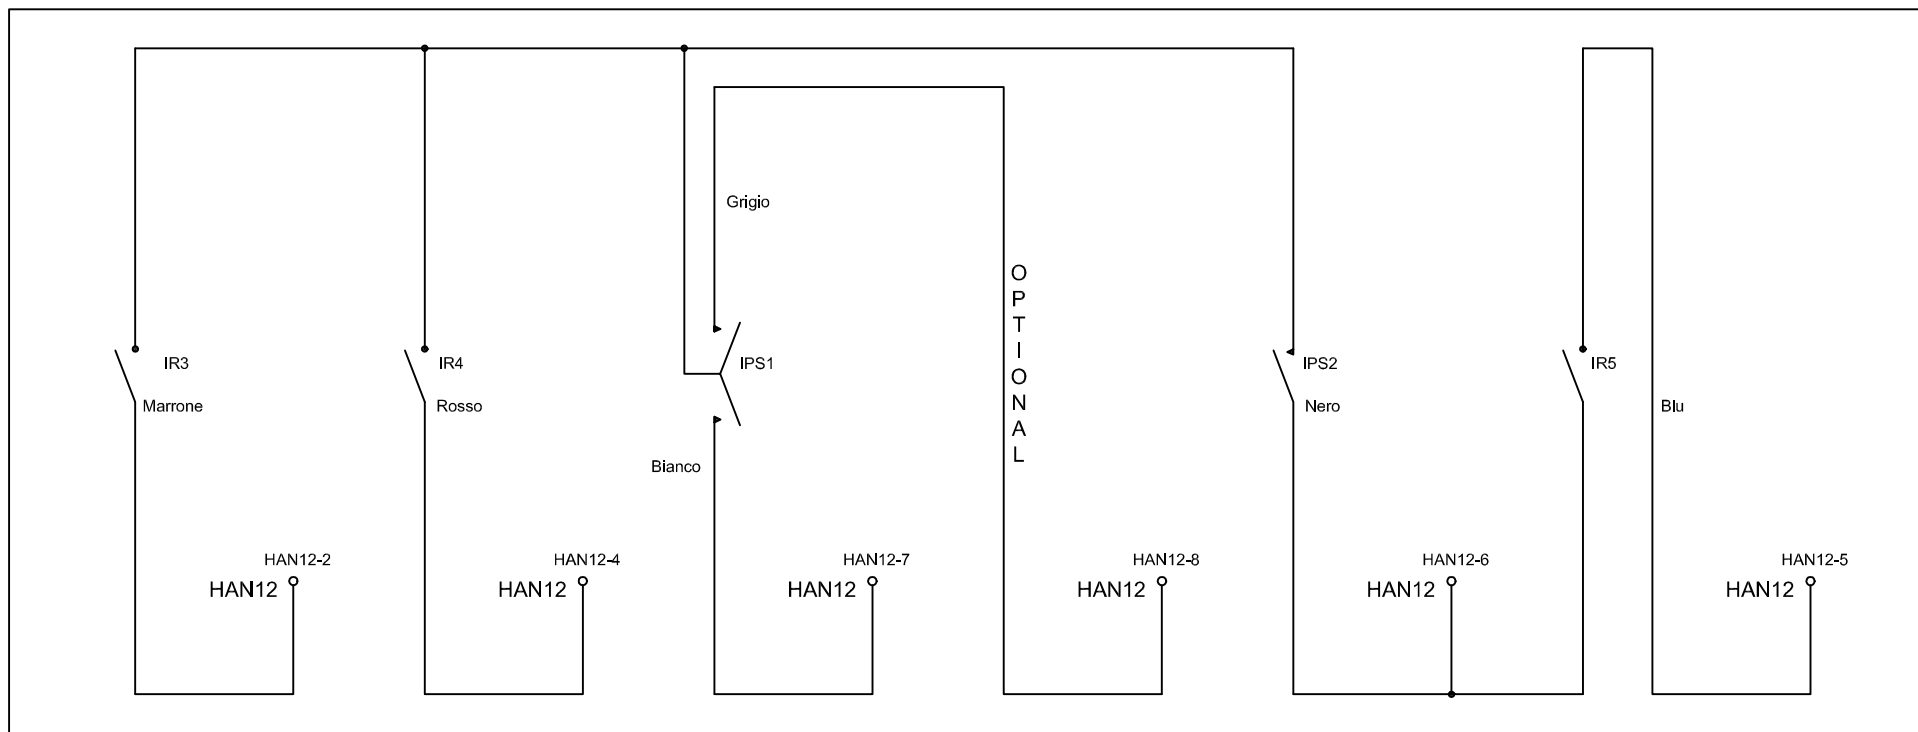 Grigio
OPTIONAL
IR3
IR4
IPS1
IPS2
IR5
Marrone
Rosso
Nero
Blu
Bianco
HAN12-2
HAN12-4
HAN12-7
HAN12-8
HAN12-6
HAN12-5
HAN12
HAN12
HAN12
HAN12
HAN12
HAN12